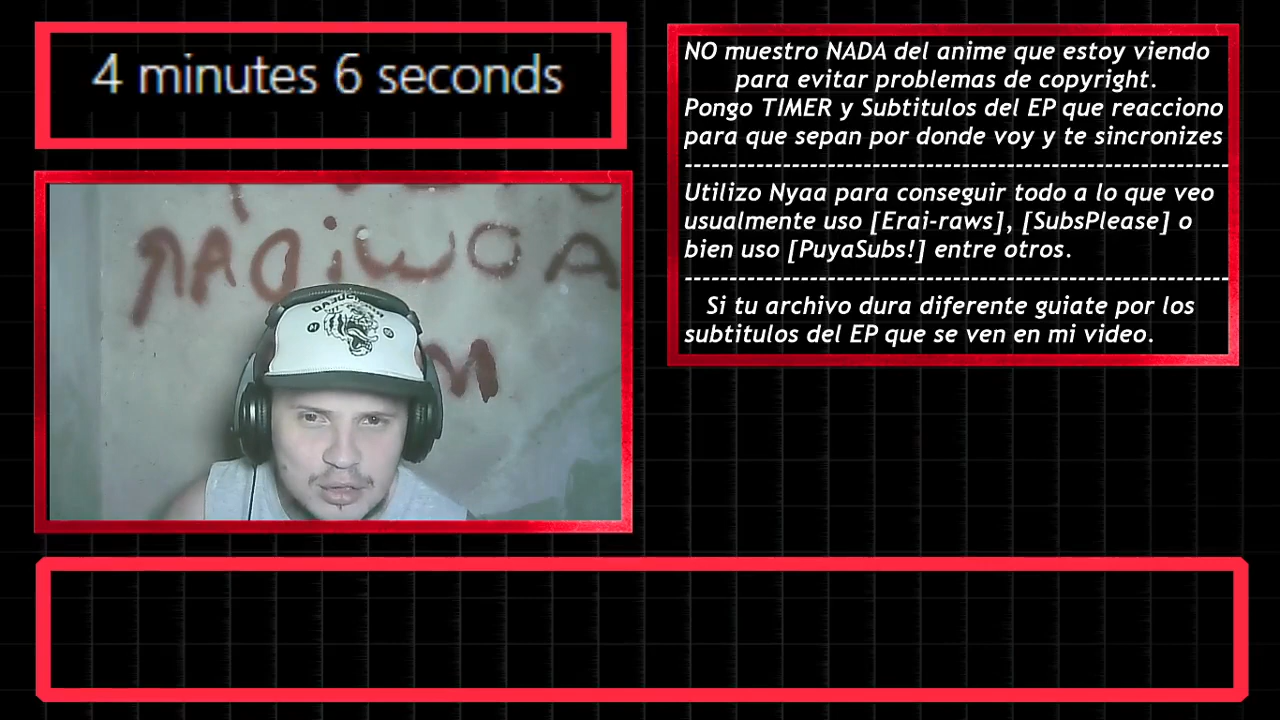 4 minutes 6 seconds
NO muestro NADA del anime que estoy viendo
para evitar problemas de copyright.
Pongo TIMER y Subtitulos del EP que reacciono
para que sepan por donde voy y te sincronizes
Utilizo Nyaa para conseguir todo a lo que veo
usualmente uso [Erai-raws], [SubsPlease] o
bien uso [PuyaSubs!] entre otros.
Si tu archivo dura diferente guiate por los
subtitulos del EP que se ven en mi video.